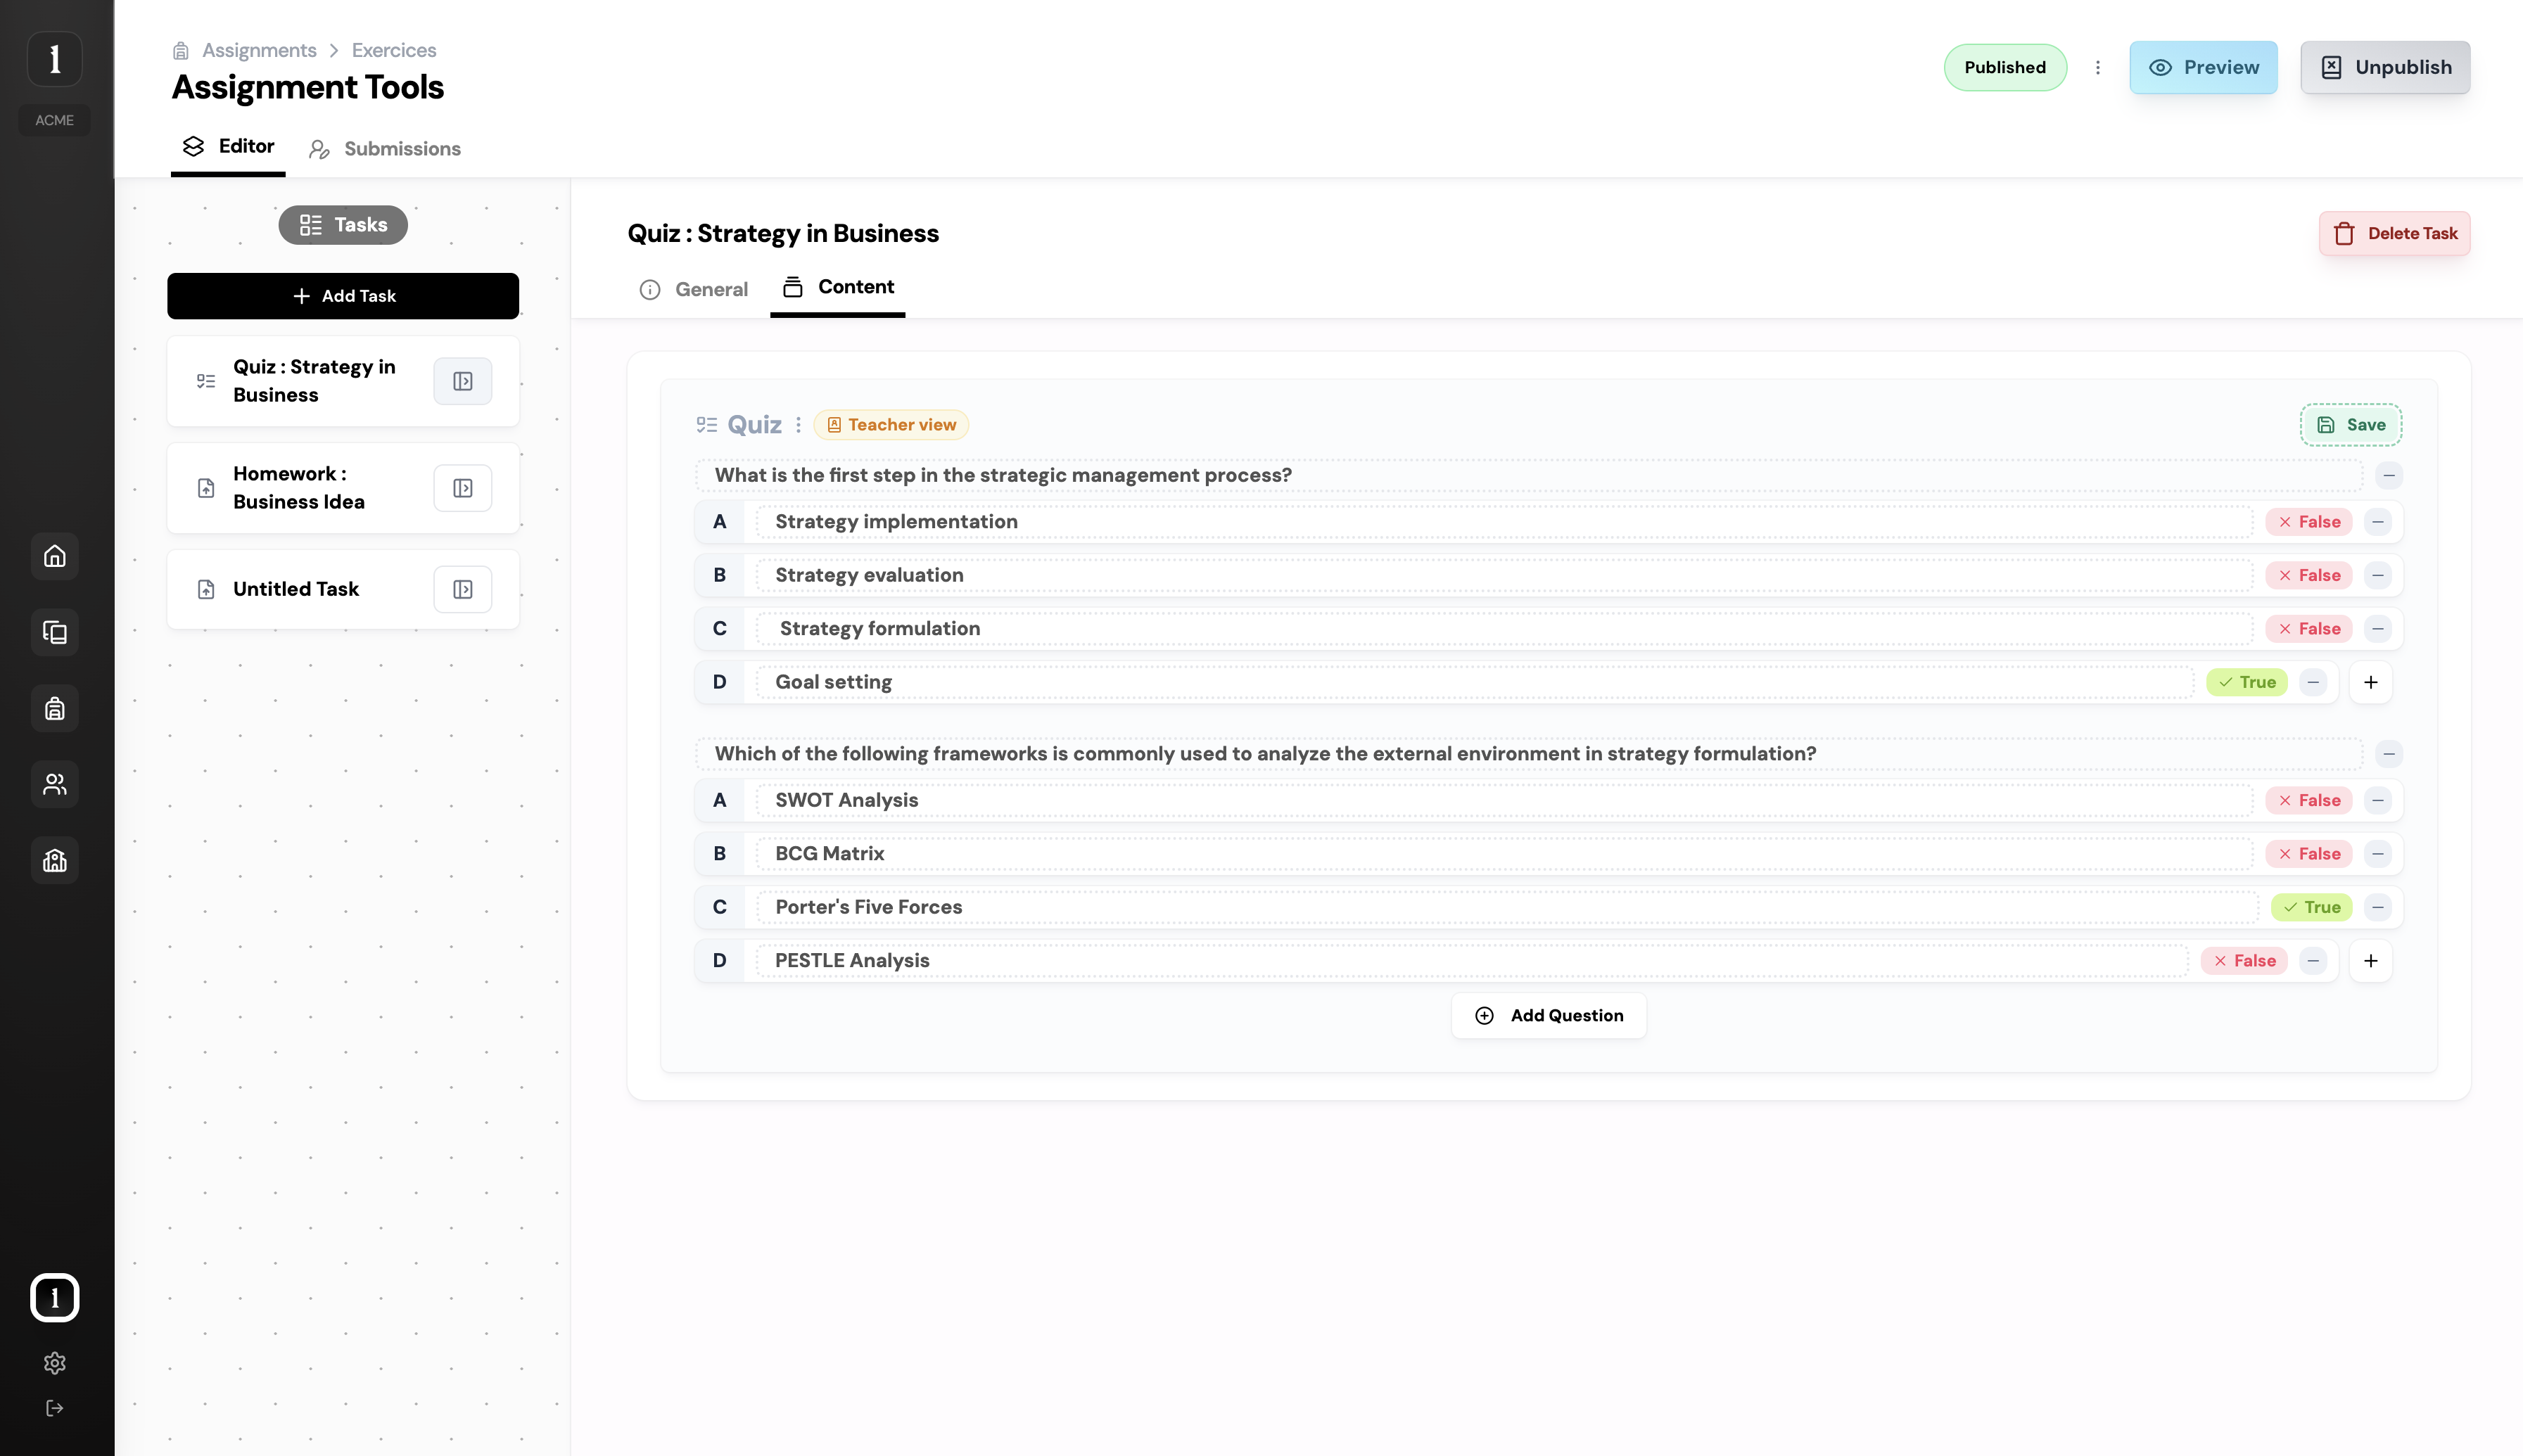 1
ACME
Assignments > Exercices
Assignment Tools
Published
Preview
Unpublish
Editor
Submissions
Tasks
Add Task
Quiz : Strategy in
Business
Homework :
Business Idea
Untitled Task
1
Quiz : Strategy in Business
Delete Task
General
Content
Quiz
Teacher view
Save
What is the first step in the strategic management process?
A Strategy implementation False
B Strategy evaluation False
C Strategy formulation False
D Goal setting True
Which of the following frameworks is commonly used to analyze the external environment in strategy formulation?
A SWOT Analysis False
B BCG Matrix False
C Porter's Five Forces True
D PESTLE Analysis False
Add Question